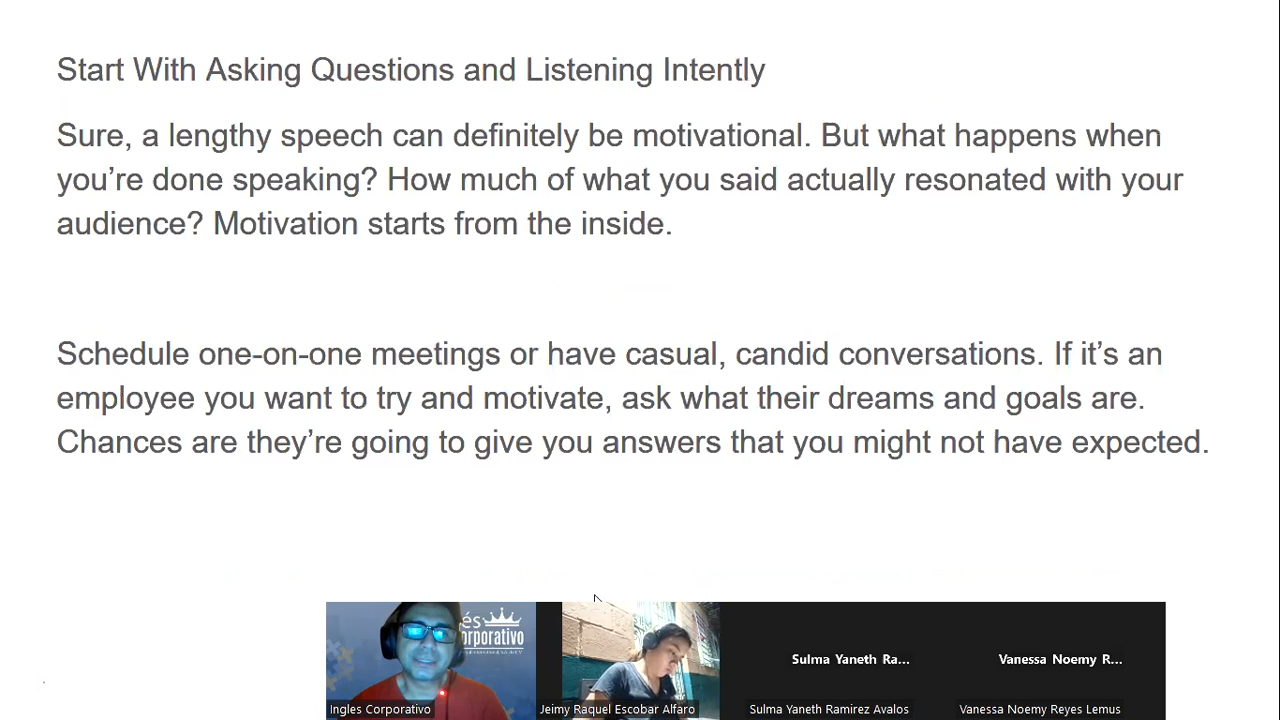 Start With Asking Questions and Listening Intently
Sure, a lengthy speech can definitely be motivational. But what happens when
you’re done speaking? How much of what you said actually resonated with your
audience? Motivation starts from the inside.
Schedule one-on-one meetings or have casual, candid conversations. If it’s an
employee you want to try and motivate, ask what their dreams and goals are.
Chances are they’re going to give you answers that you might not have expected.
és
orporativo
Sulma Yaneth Ra...
Vanessa Noemy R...
Ingles Corporativo
Jeimy Raquel Escobar Alfaro
Sulma Yaneth Ramirez Avalos
Vanessa Noemy Reyes Lemus